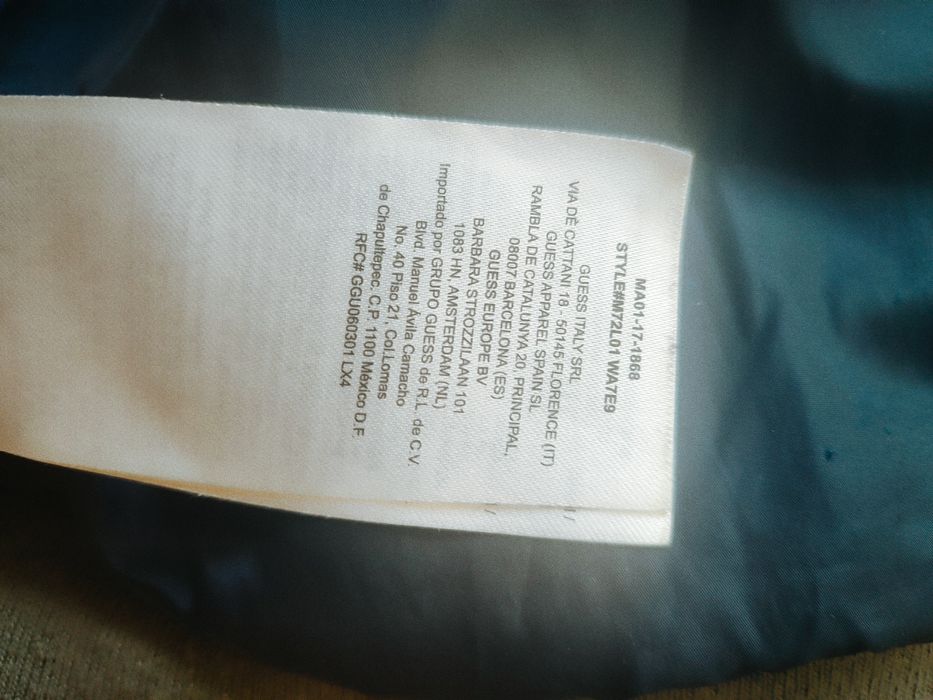 MA01-17-1868
STYLE#M72L01 WA7E9
GUESS ITALY SRL
VIA DÈ CATTANI 18 - 50145 FLORENCE (IT)
GUESS APPAREL SPAIN SL
RAMBLA DE CATALUNYA 20, PRINCIPAL,
08007 BARCELONA (ES)
GUESS EUROPE BV
BARBARA STROZZILAAN 101
1083 HN, AMSTERDAM (NL)
Importado por GRUPO GUESS de R.L. de C.V.
Blvd. Manuel Ávila Camacho
No. 40 Piso 21, Col.Lomas
de Chapultepec. C.P. 1100 México D.F.
RFC# GGU060301 LX4